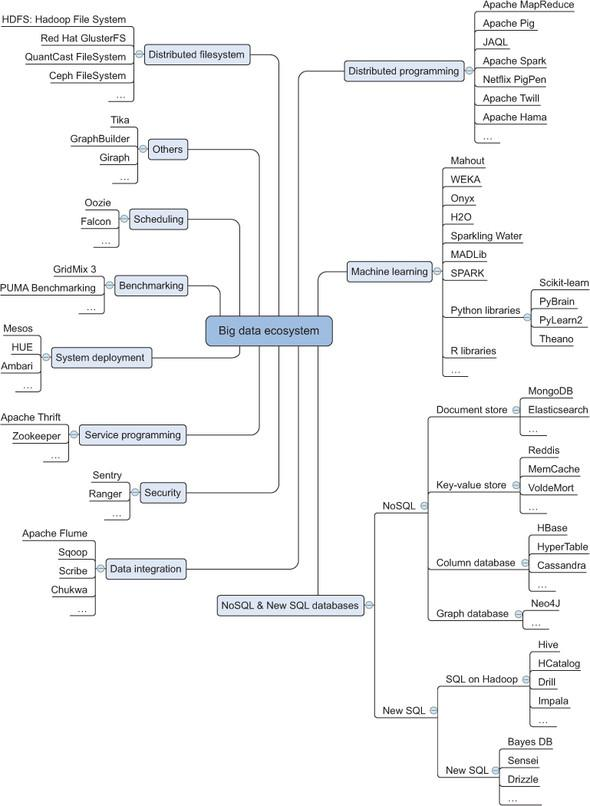 HDFS: Hadoop File System
Red Hat GlusterFS
QuantCast FileSystem
Ceph FileSystem
...
Distributed filesystem
Tika
GraphBuilder
Giraph
...
Others
Oozie
Falcon
...
Scheduling
GridMix 3
PUMA Benchmarking
...
Benchmarking
Mesos
HUE
Ambari
...
System deployment
Apache Thrift
Zookeeper
...
Service programming
Sentry
Ranger
...
Security
Apache Flume
Sqoop
Scribe
Chukwa
...
Data integration
Big data ecosystem
Distributed programming
Apache MapReduce
Apache Pig
JAQL
Apache Spark
Netflix PigPen
Apache Twill
Apache Hama
...
Machine learning
Mahout
WEKA
Onyx
H2O
Sparkling Water
MADLib
SPARK
Python libraries
Scikit-learn
PyBrain
PyLearn2
Theano
R libraries
...
NoSQL & New SQL databases
NoSQL
Document store
MongoDB
Elasticsearch
...
Key-value store
Reddis
MemCache
VoldeMort
...
Column database
HBase
HyperTable
Cassandra
...
Graph database
Neo4J
...
New SQL
SQL on Hadoop
Hive
HCatalog
Drill
Impala
...
New SQL
Bayes DB
Sensei
Drizzle
...